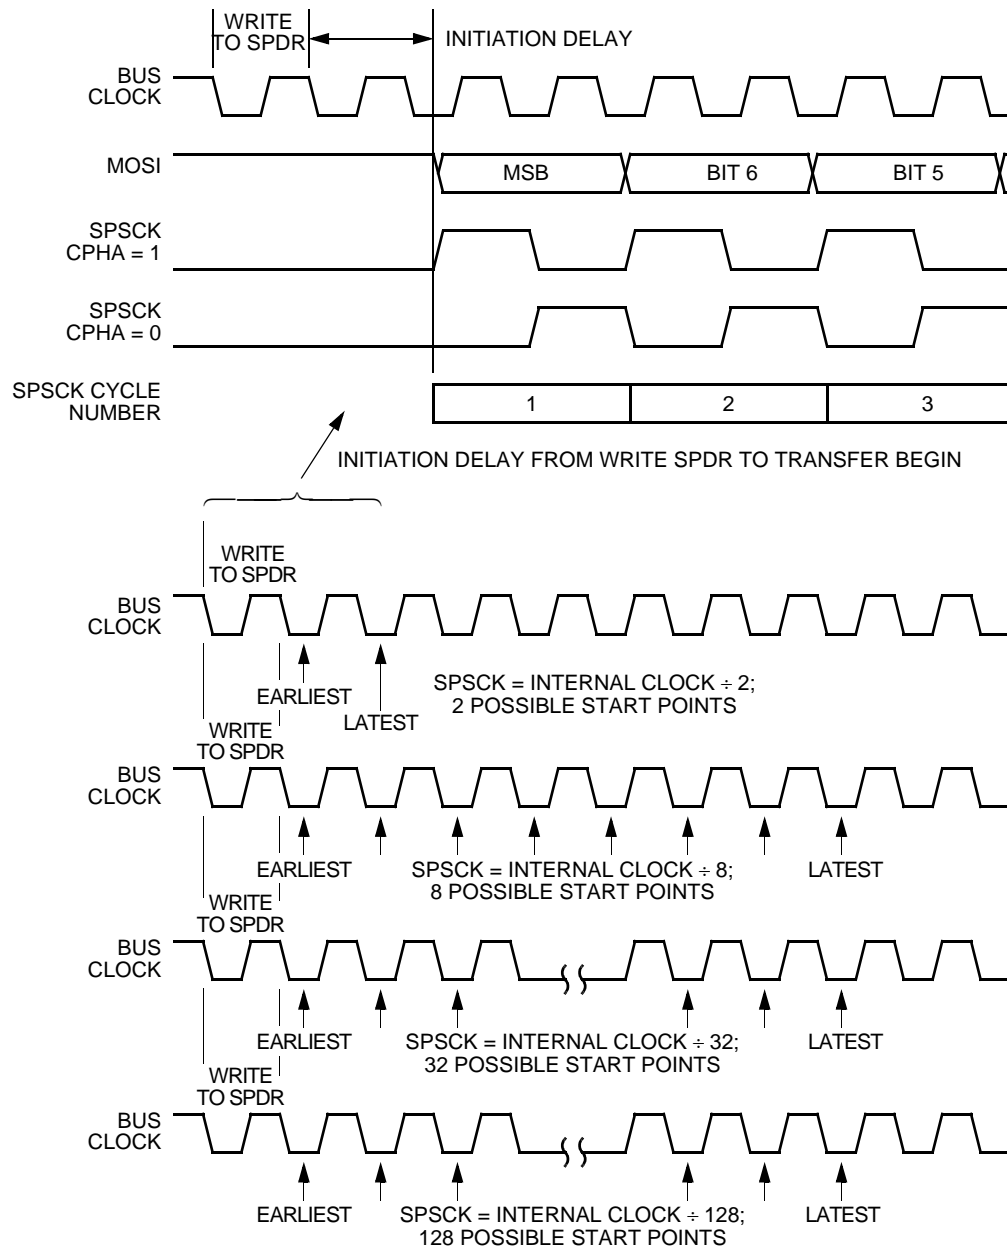 WRITE
TO SPDR
INITIATION DELAY
BUS
CLOCK
MOSI
MSB
BIT 6
BIT 5
SPSCK
CPHA = 1
SPSCK
CPHA = 0
SPSCK CYCLE
NUMBER
1
2
3
INITIATION DELAY FROM WRITE SPDR TO TRANSFER BEGIN
WRITE
TO SPDR
BUS
CLOCK
EARLIEST
LATEST
SPSCK = INTERNAL CLOCK ÷ 2;
2 POSSIBLE START POINTS
WRITE
TO SPDR
BUS
CLOCK
EARLIEST
SPSCK = INTERNAL CLOCK ÷ 8;
8 POSSIBLE START POINTS
LATEST
WRITE
TO SPDR
BUS
CLOCK
EARLIEST
SPSCK = INTERNAL CLOCK ÷ 32;
32 POSSIBLE START POINTS
LATEST
WRITE
TO SPDR
BUS
CLOCK
EARLIEST
SPSCK = INTERNAL CLOCK ÷ 128;
128 POSSIBLE START POINTS
LATEST